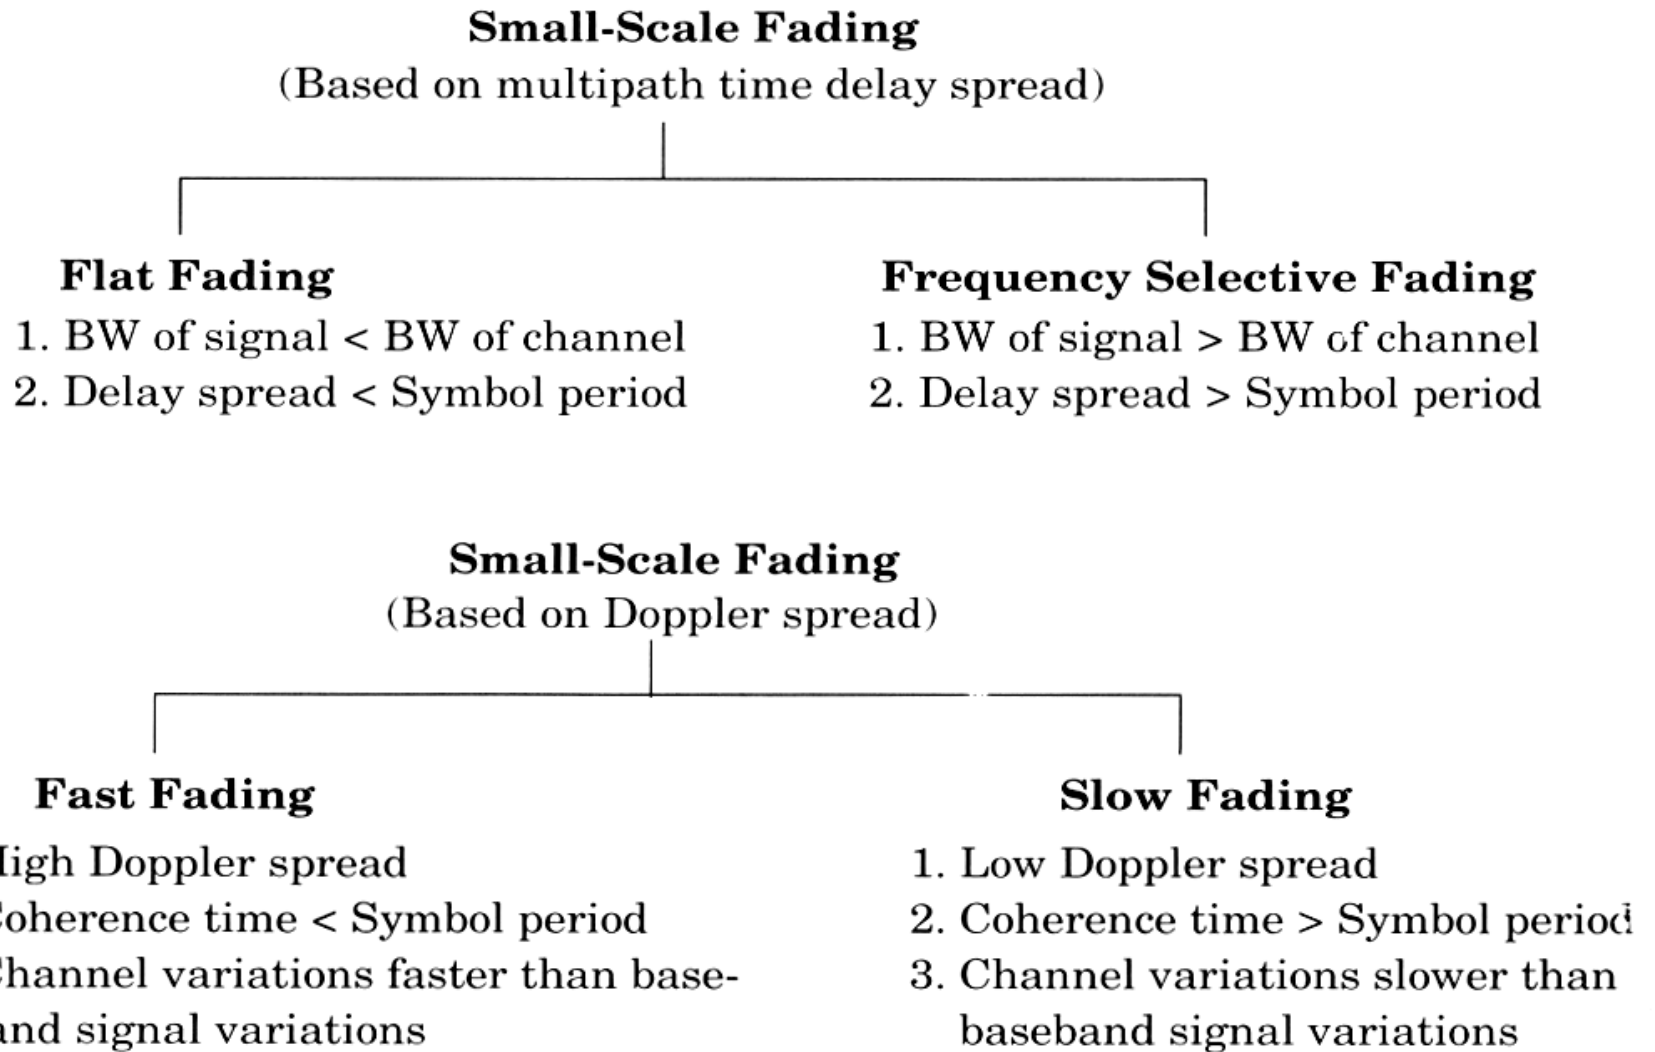 Small-Scale Fading
(Based on multipath time delay spread)
Flat Fading
1. BW of signal < BW of channel
2. Delay spread < Symbol period
Frequency Selective Fading
1. BW of signal > BW of channel
2. Delay spread > Symbol period
Small-Scale Fading
(Based on Doppler spread)
Fast Fading
Doppler spread
time < Symbol period
variations faster than base-
signal variations
Slow Fading
1. Low Doppler spread
2. Coherence time > Symbol period
3. Channel variations slower than
baseband signal variations